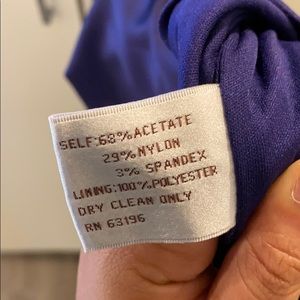 SELF:68% ACETATE
29% NYLON
3% SPANDEX
LINING:100% POLYESTER
DRY CLEAN ONLY
RN 63196